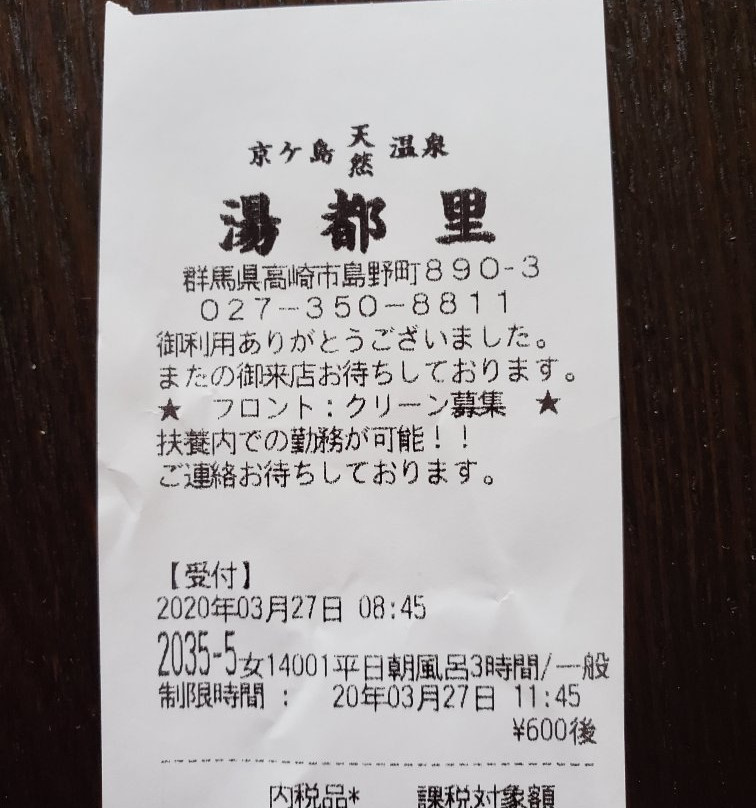 京ケ島天然温泉
湯都里
群馬県高崎市島野町890-3
027-350-8811
御利用ありがとうございました。
またの御来店お待ちしております。
★ フロント:クリーン募集 ★
扶養内での勤務が可能!!
ご連絡お待ちしております。
【受付】
2020年03月27日 08:45
2035-5女14001平日朝風呂3時間/一般
制限時間: 20年03月27日 11:45
¥600後
内税品* 課税対象額